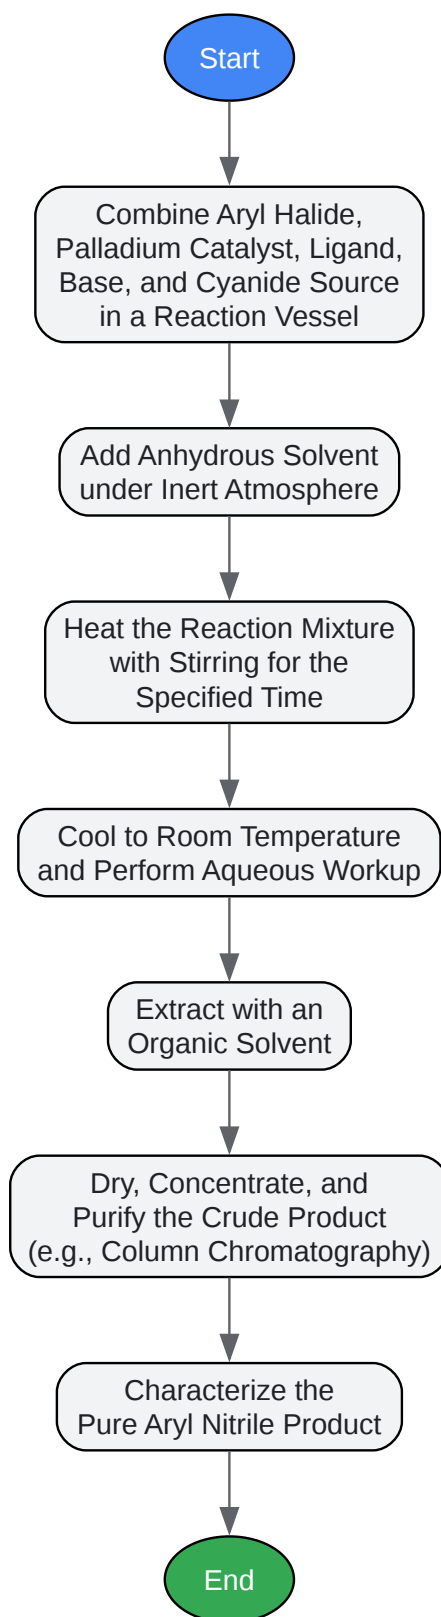 Start
Combine Aryl Halide,
Palladium Catalyst, Ligand,
Base, and Cyanide Source
in a Reaction Vessel
Add Anhydrous Solvent
under Inert Atmosphere
Heat the Reaction Mixture
with Stirring for the
Specified Time
Cool to Room Temperature
and Perform Aqueous Workup
Extract with an
Organic Solvent
Dry, Concentrate, and
Purify the Crude Product
(e.g., Column Chromatography)
Characterize the
Pure Aryl Nitrile Product
End